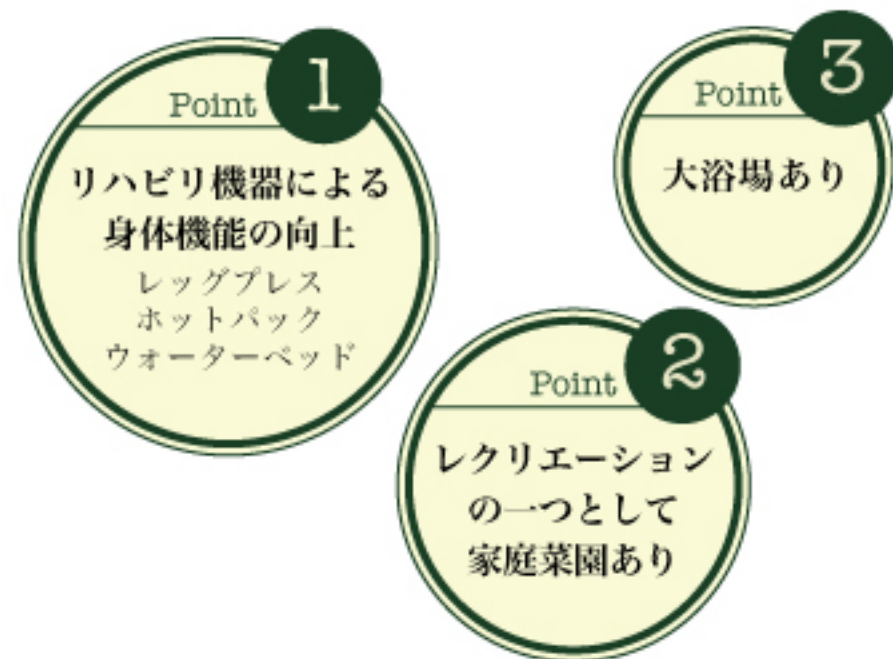 Point 1
リハビリ機器による
身体機能の向上
レッグプレス
ホットパック
ウォーターベッド
Point 2
レクリエーション
の一つとして
家庭菜園あり
Point 3
大浴場あり